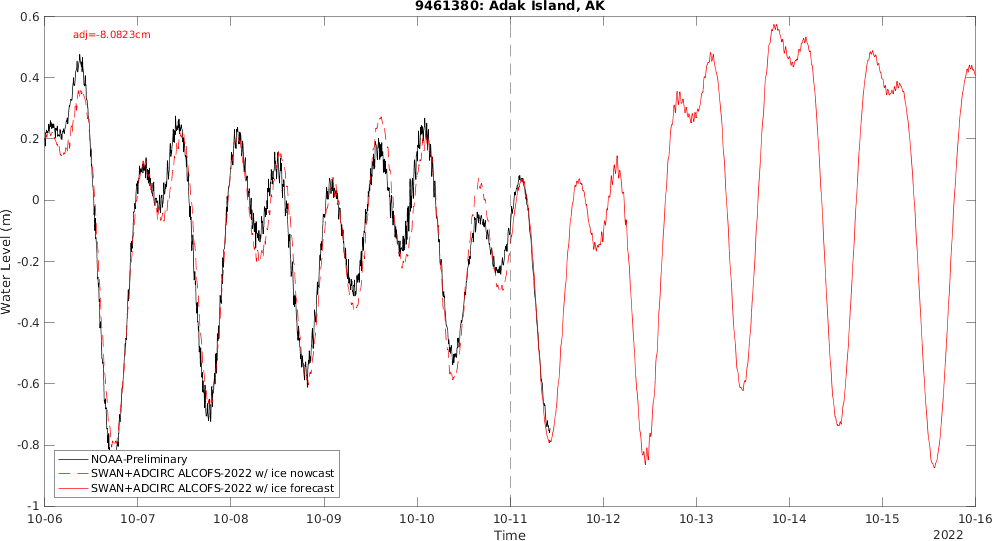 9461380: Adak Island, AK
adj=-8.0823cm
Water Level (m)
0.6
0.4
0.2
0
-0.2
-0.4
-0.6
-0.8
-1
NOAA-Preliminary
SWAN+ADCIRC ALCOFS-2022 w/ ice nowcast
SWAN+ADCIRC ALCOFS-2022 w/ ice forecast
10-06 10-07 10-08 10-09 10-10 10-11 10-12 10-13 10-14 10-15 10-16
Time
2022